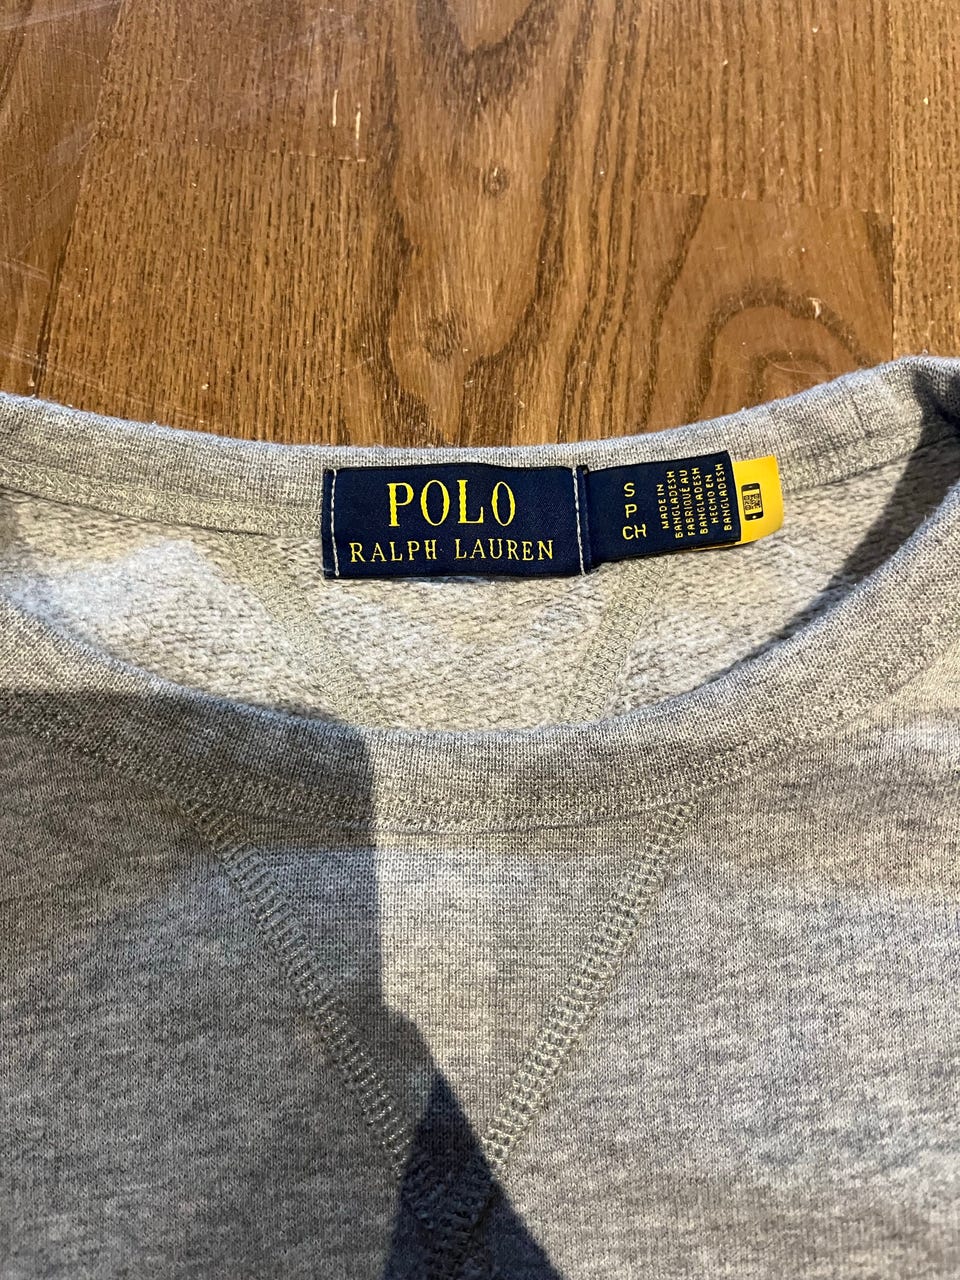 POLO
RALPH LAUREN
S
P
CH
MADE IN
BANGLADESH
FABRIQUÉ AU
BANGLADESH
HECHO EN
BANGLADESH